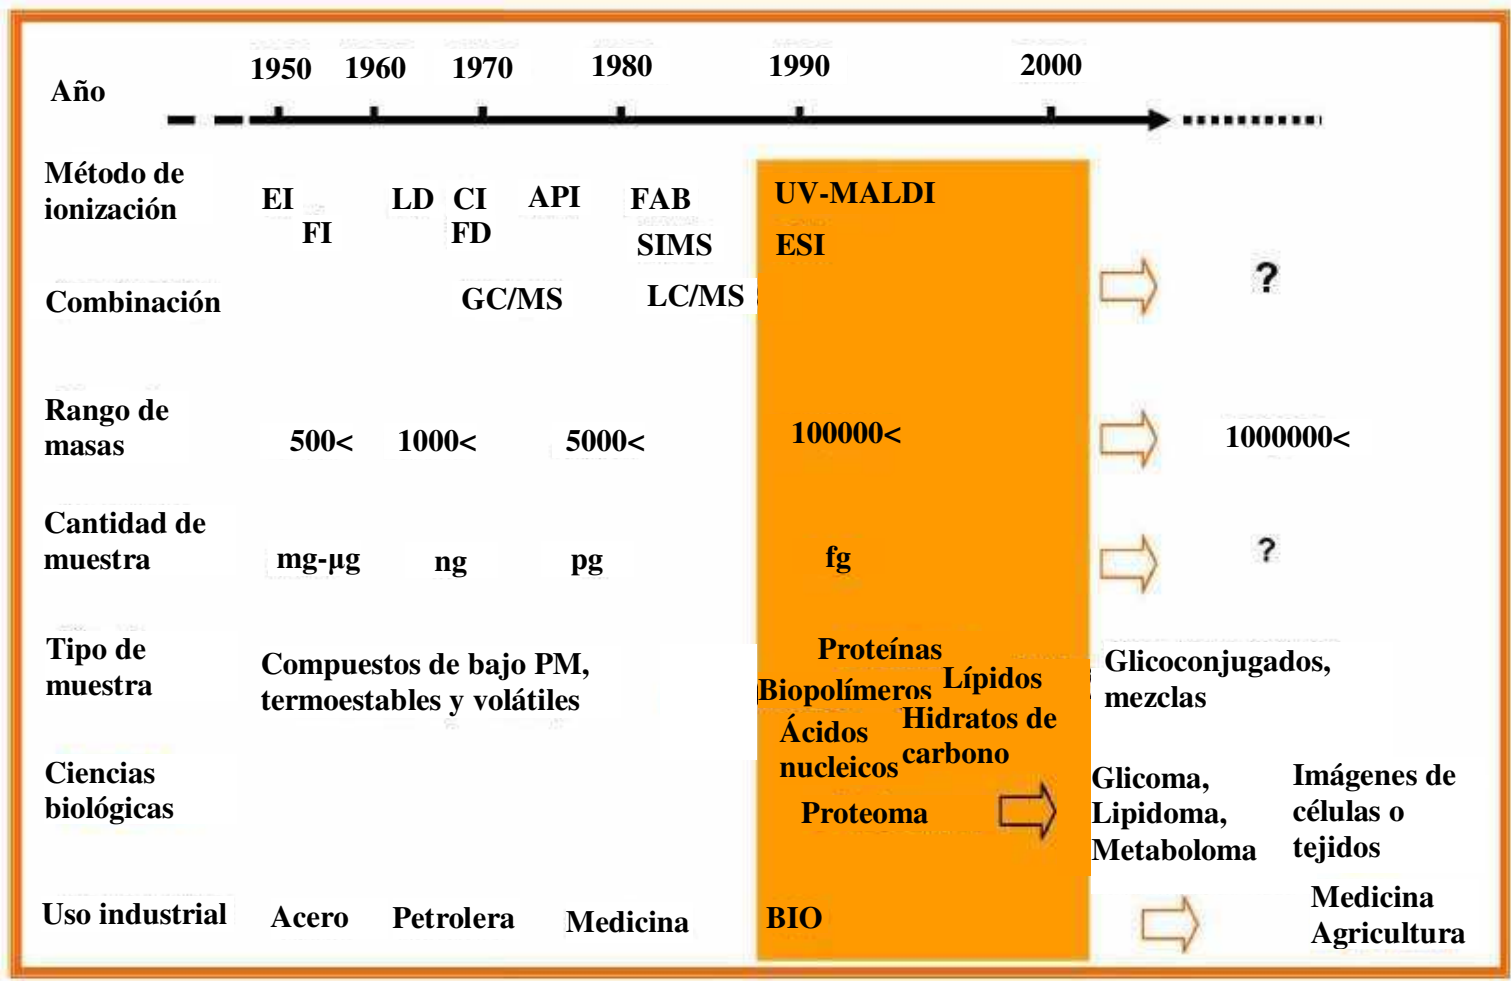 1950 1960 1970 1980 1990 2000
Año
Método de
ionización
EI LD CI API FAB UV-MALDI
FI FD
SIMS ESI
?
Combinación GC/MS LC/MS
Rango de
masas
500< 1000< 5000< 100000< 1000000<
Cantidad de
muestra
mg-µg ng pg fg ?
Tipo de
muestra
Compuestos de bajo PM,
termoestables y volátiles
Proteínas
Biopolímeros Lípidos
Ácidos
nucleicos
Hidratos de
carbono
Glicoconjugados,
mezclas
Ciencias
biológicas
Proteoma
Glicoma,
Lipidoma,
Metaboloma
Imágenes de
células o
tejidos
Uso industrial Acero Petrolera Medicina BIO
Medicina
Agricultura